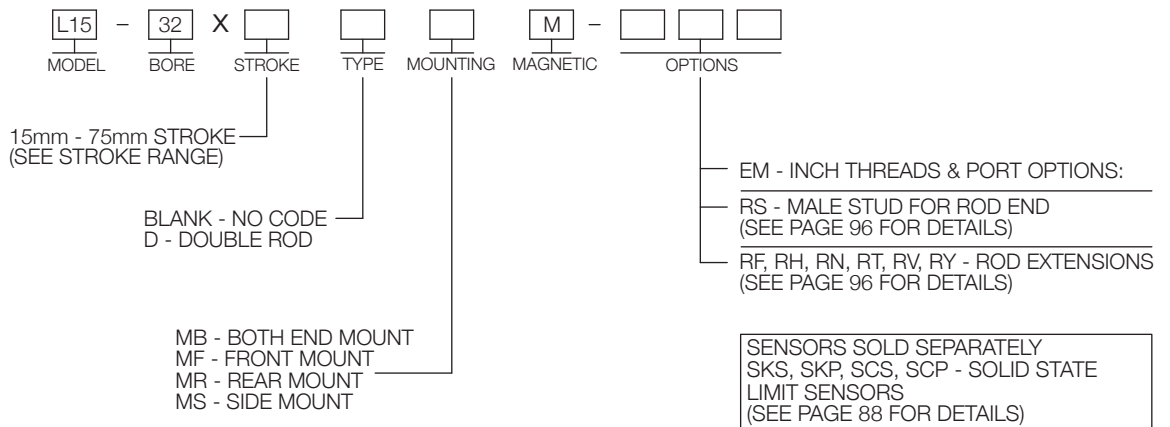 L15 – 32 X M –
MODEL BORE STROKE TYPE MOUNTING MAGNETIC OPTIONS
15mm - 75mm STROKE
(SEE STROKE RANGE)
BLANK - NO CODE
D - DOUBLE ROD
MB - BOTH END MOUNT
MF - FRONT MOUNT
MR - REAR MOUNT
MS - SIDE MOUNT
EM - INCH THREADS & PORT OPTIONS:
RS - MALE STUD FOR ROD END
(SEE PAGE 96 FOR DETAILS)
RF, RH, RN, RT, RV, RY - ROD EXTENSIONS
(SEE PAGE 96 FOR DETAILS)
SENSORS SOLD SEPARATELY
SKS, SKP, SCS, SCP - SOLID STATE
LIMIT SENSORS
(SEE PAGE 88 FOR DETAILS)